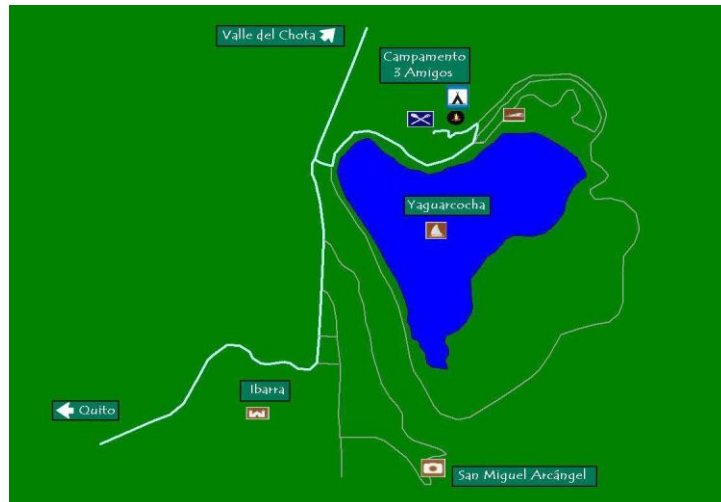 Valle del Chota
Campamento
3 Amigos
Yaguarcocha
Ibarra
Quito
San Miguel Arcángel